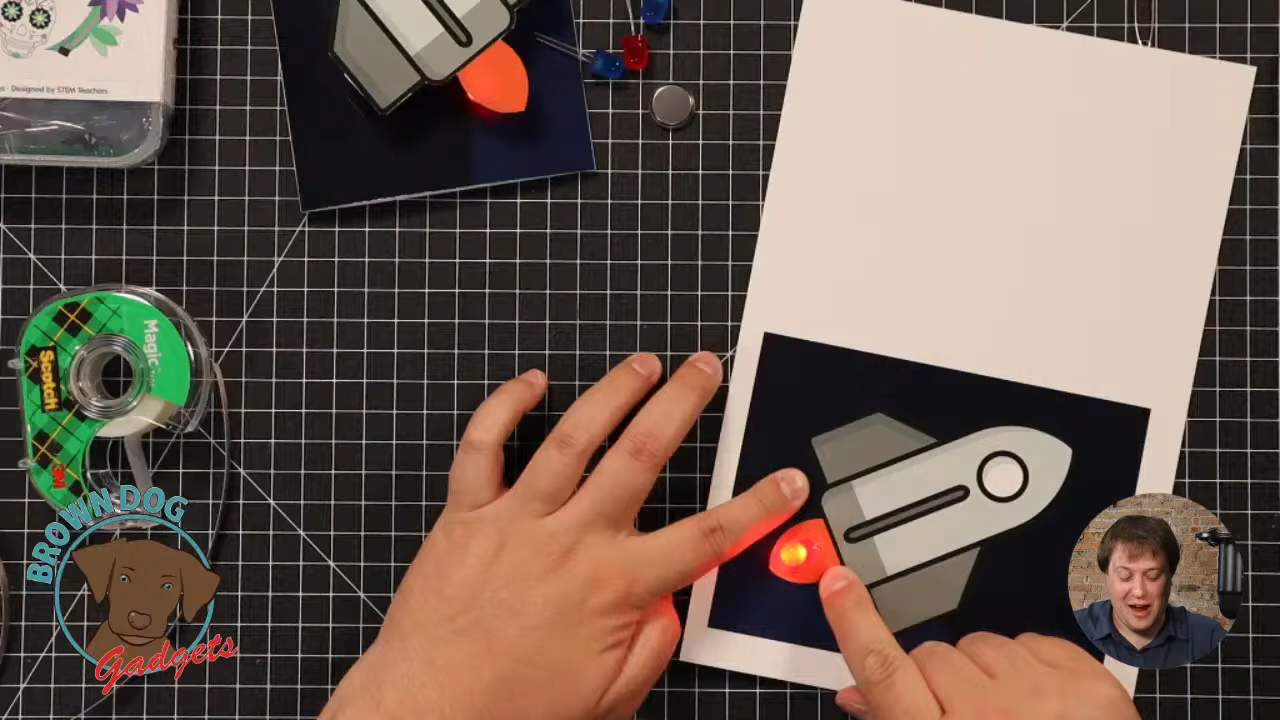 s • Designed by STEM Teachers
Scotch
Magic
3M
BROWN DOG
Gadgets